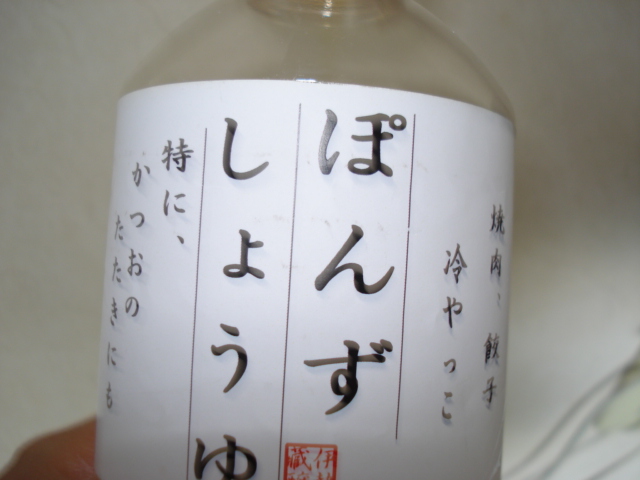 焼肉、餃子
冷やっこ
ぽんず
しょうゆ
特に、
かつおの
たたきにも